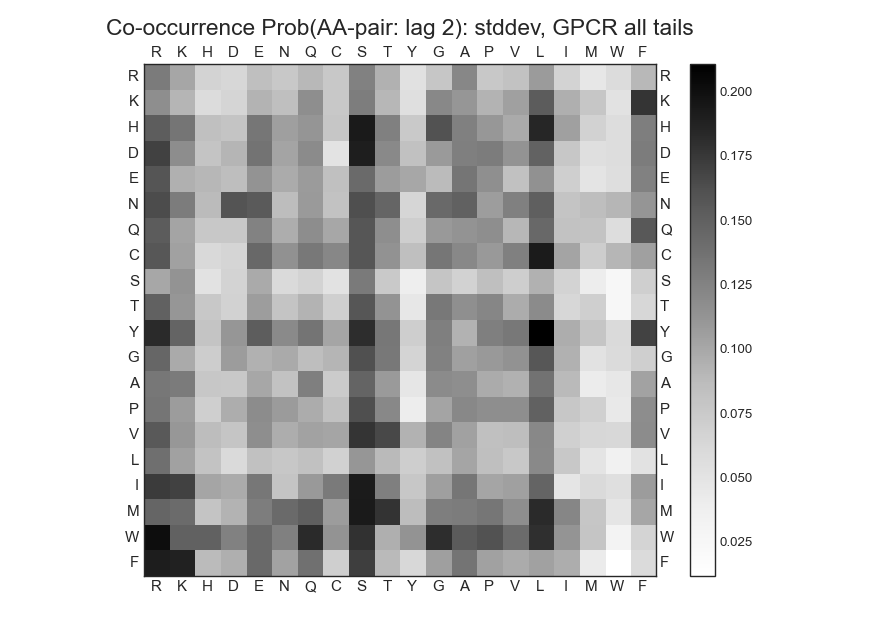 Co-occurrence Prob(AA-pair: lag 2): stddev, GPCR all tails
R K H D E N Q C S T Y G A P V L I M W F
R R
K K
H H
D D
E E
N N
Q Q
C C
S S
T T
Y Y
G G
A A
P P
V V
L L
I I
M M
W W
F F
R K H D E N Q C S T Y G A P V L I M W F
0.200
0.175
0.150
0.125
0.100
0.075
0.050
0.025